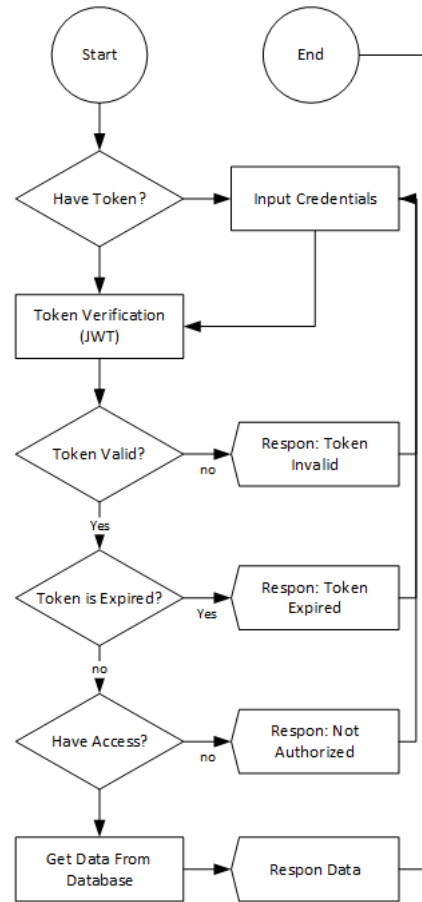 Start
End
Have Token?
Input Credentials
Token Verification
(JWT)
Token Valid?
no
Respon: Token
Invalid
Yes
Token is Expired?
Yes
Respon: Token
Expired
no
Have Access?
no
Respon: Not
Authorized
Get Data From
Database
Respon Data